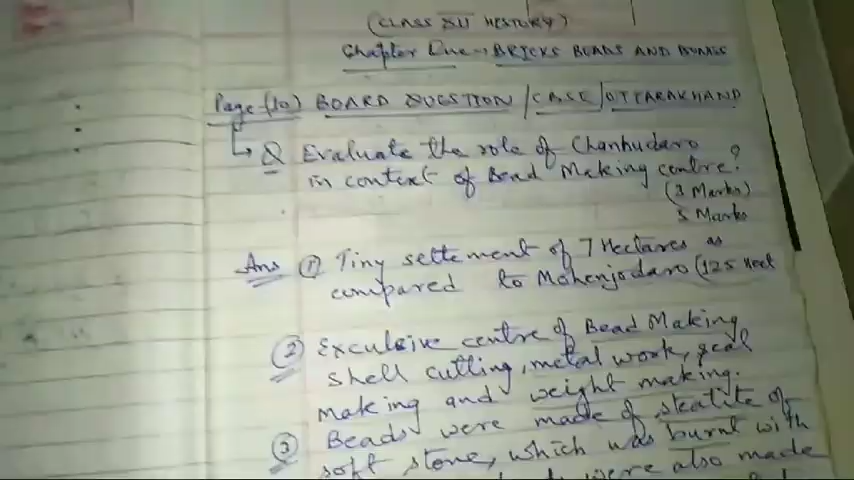 (CLASS XII HISTORY)
Chapter One - BRICKS BEADS AND BONES
Page (10) BOARD QUESTION / CBSE / UTTARAKHAND
Q Evaluate the role of Chanhudaro
in context of Bead Making centre?
(3 Marks)
5 Marks
Ans ① Tiny settement of 7 Hectares as
compared to Mohenjodaro (125 Hect
② Exculsive centre of Bead Making
shell cutting, metal work, seal
making and weight making.
③ Beads were made of steatite of
soft stone, which was burnt with
were also made